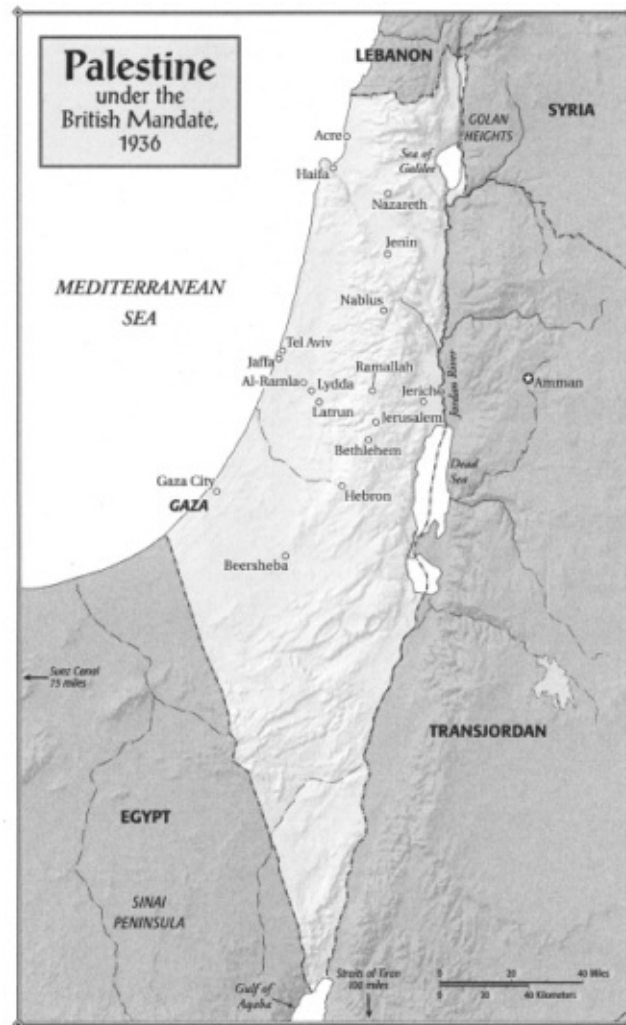 Palestine
under the
British Mandate,
1936
LEBANON
SYRIA
GOLAN
HEIGHTS
Acre
Sea of
Galilee
Haifa
Nazareth
Jenin
MEDITERRANEAN
SEA
Nablus
Tel Aviv
Jaffa
Ramallah
Al-Ramla
Lydda
Jerich
Jordan River
Amman
Latrun
Jerusalem
Bethlehem
Dead
Sea
Gaza City
GAZA
Hebron
Beersheba
Suez Canal
75 miles
TRANSJORDAN
EGYPT
SINAI
PENINSULA
Gulf of
Aqaba
Straits of Tiran
100 miles
0 20 40 Miles
0 20 40 Kilometers